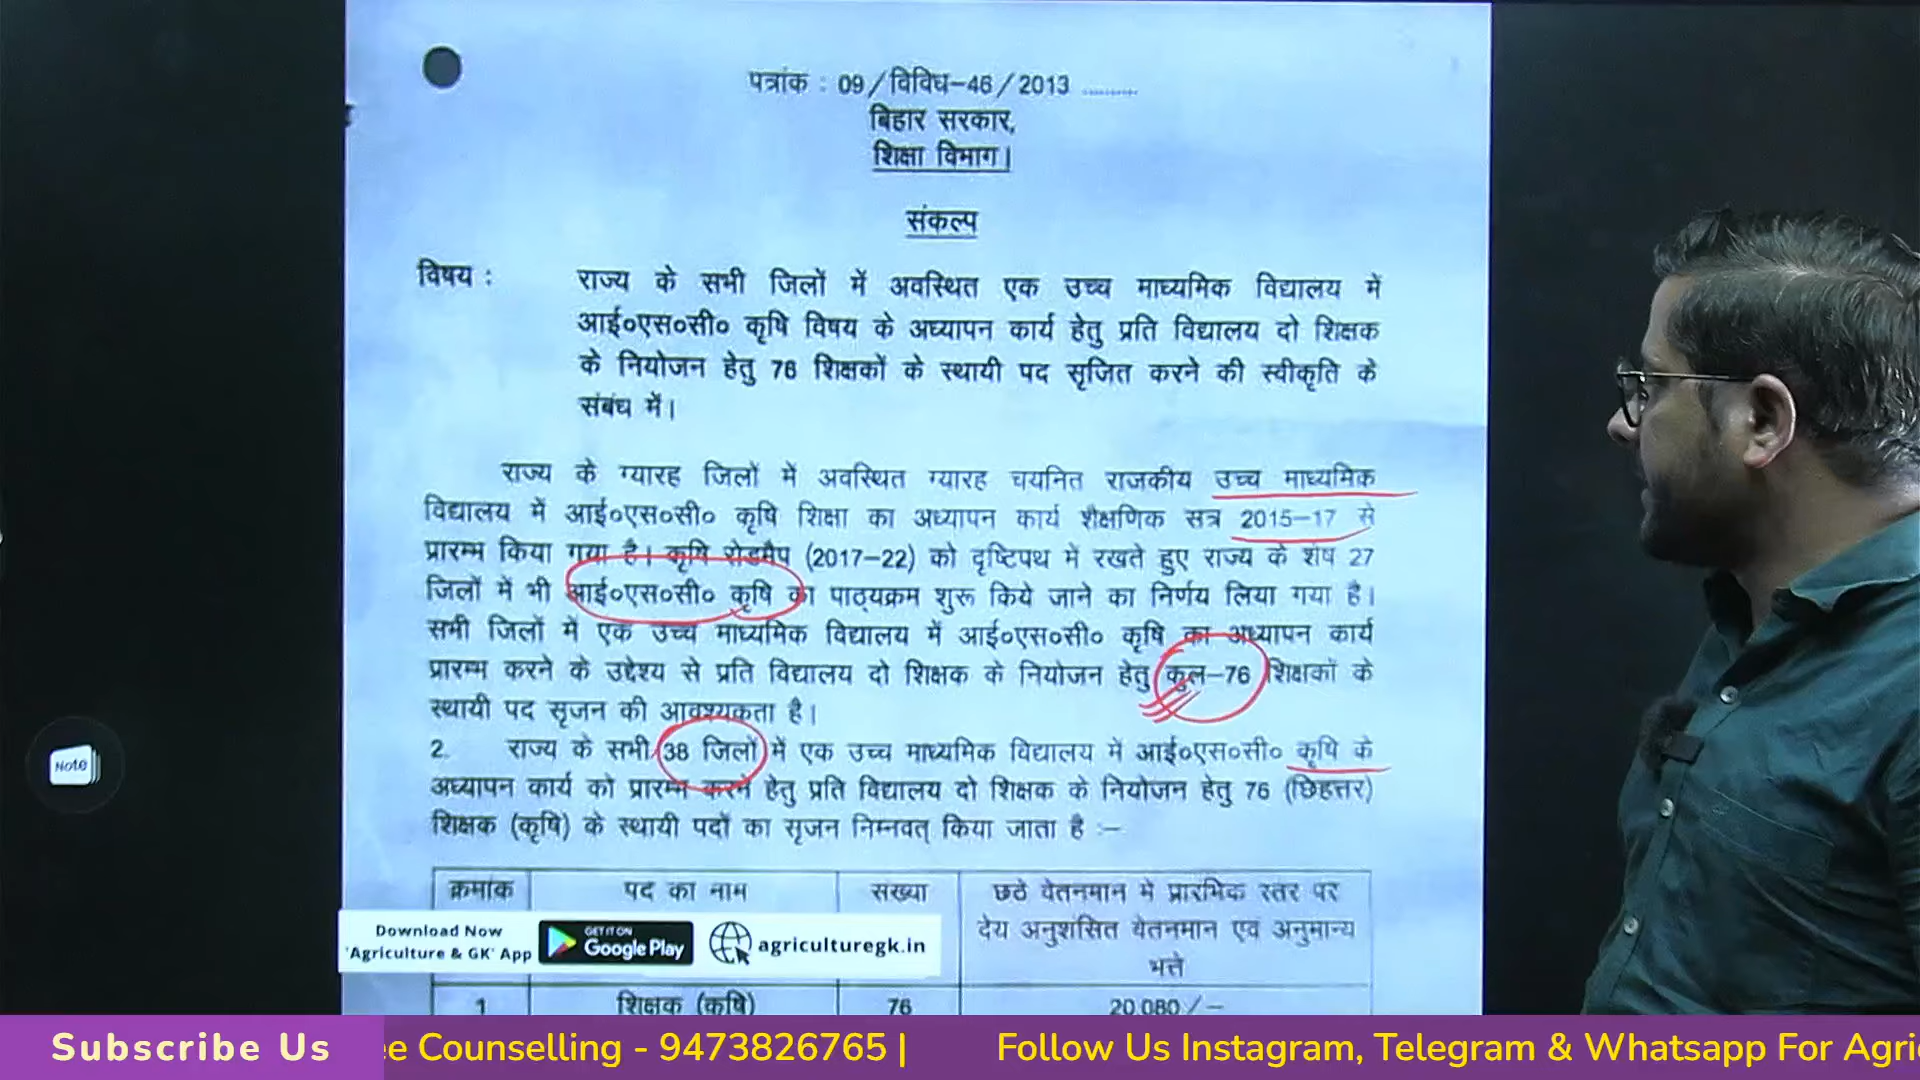 पत्रांक : 09/विविध-46/2013 ..........
बिहार सरकार,
शिक्षा विभाग।
संकल्प
विषय : राज्य के सभी जिलों में अवस्थित एक उच्च माध्यमिक विद्यालय में
आई०एस०सी० कृषि विषय के अध्यापन कार्य हेतु प्रति विद्यालय दो शिक्षक
के नियोजन हेतु 76 शिक्षकों के स्थायी पद सृजित करने की स्वीकृति के
संबंध में।
राज्य के ग्यारह जिलों में अवस्थित ग्यारह चयनित राजकीय उच्च माध्यमिक
विद्यालय में आई०एस०सी० कृषि शिक्षा का अध्यापन कार्य शैक्षणिक सत्र 2015-17 से
प्रारम्भ किया गया है। कृषि रोडमैप (2017-22) को दृष्टिपथ में रखते हुए राज्य के शेष 27
जिलों में भी आई०एस०सी० कृषि का पाठ्यक्रम शुरू किये जाने का निर्णय लिया गया है।
सभी जिलों में एक उच्च माध्यमिक विद्यालय में आई०एस०सी० कृषि का अध्यापन कार्य
प्रारम्भ करने के उद्देश्य से प्रति विद्यालय दो शिक्षक के नियोजन हेतु कुल-76 शिक्षकों के
स्थायी पद सृजन की आवश्यकता है।
2. राज्य के सभी 38 जिलों में एक उच्च माध्यमिक विद्यालय में आई०एस०सी० कृषि के
अध्यापन कार्य को प्रारम्भ करने हेतु प्रति विद्यालय दो शिक्षक के नियोजन हेतु 76 (छिहत्तर)
शिक्षक (कृषि) के स्थायी पदों का सृजन निम्नवत् किया जाता है :-
क्रमांक पद का नाम संख्या छठे वेतनमान में प्रारंभिक स्तर पर
देय अनुशंसित वेतनमान एवं अनुमान्य
भत्ते
1 शिक्षक (कृषि) 76 20,080/-
Note
Download Now
'Agriculture & GK' App
GET IT ON
Google Play
agriculturegk.in
Subscribe Us
ee Counselling - 9473826765 |
Follow Us Instagram, Telegram & Whatsapp For Agri